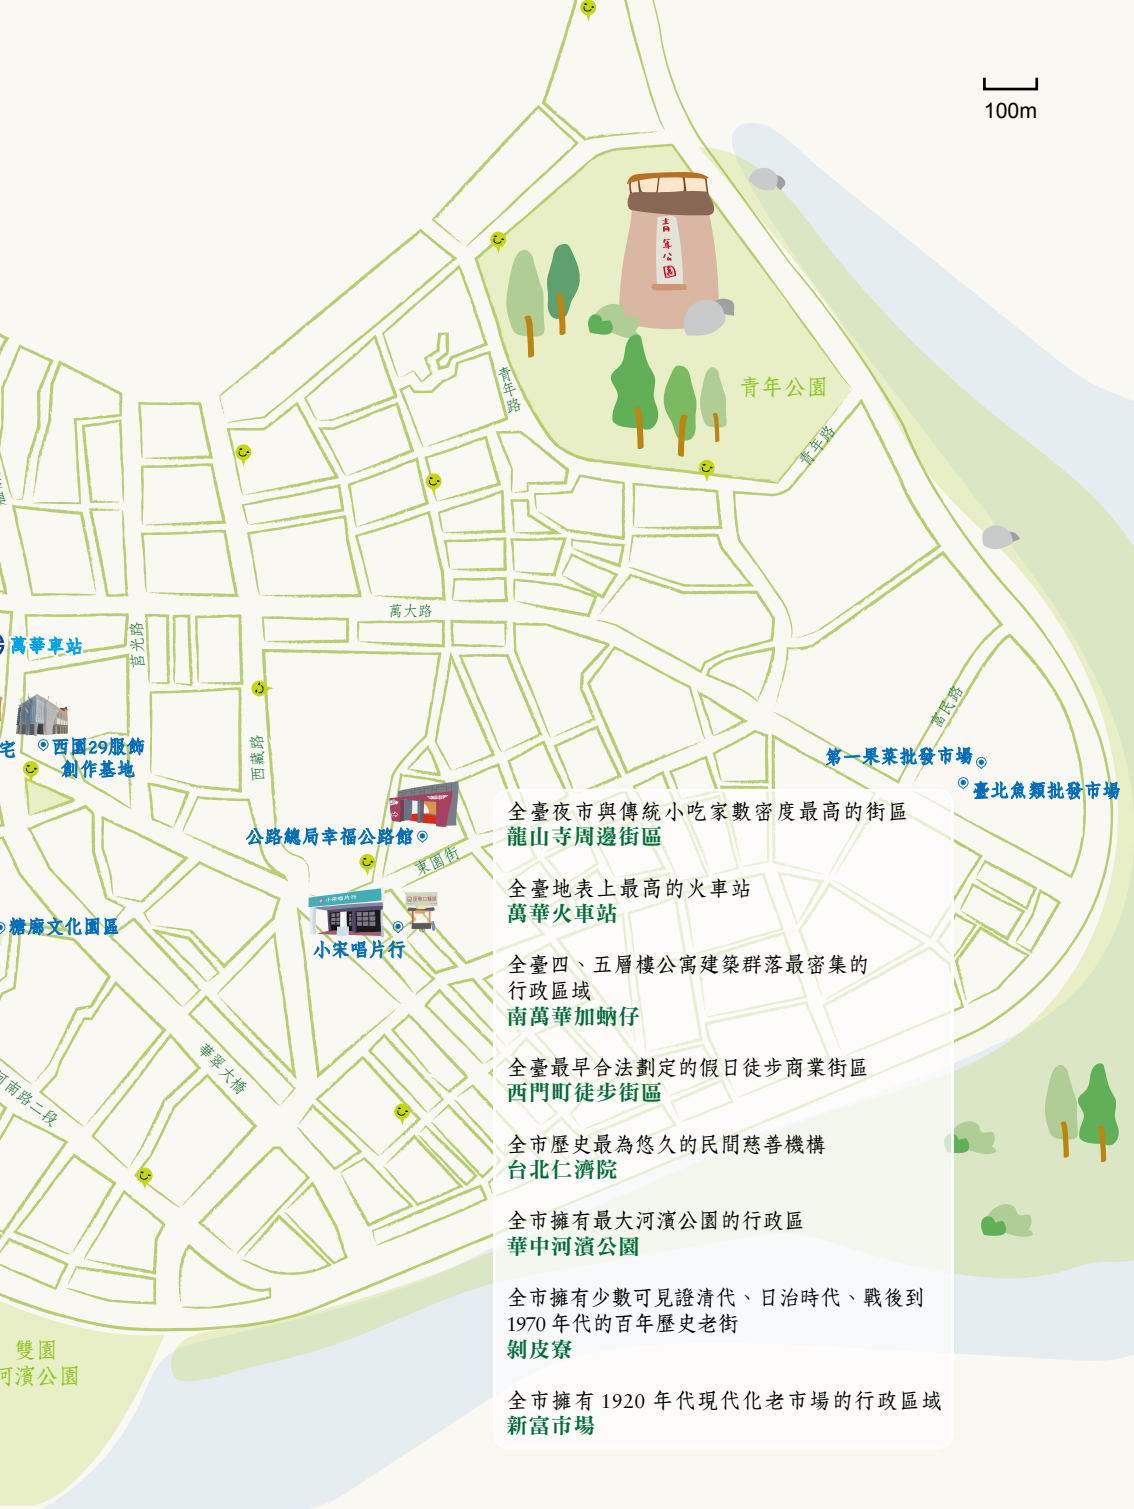 100m
青年公園
青年公園
青年路
青年路
萬大路
莒光路
萬華車站
西藏路
富民路
宅
西園29服飾
創作基地
第一果菜批發市場
臺北魚類批發市場
公路總局幸福公路館
東園街
小宋唱片行
小宋唱片行
糖廍文化園區
華翠大橋
河南路二段
雙園
河濱公園
全臺夜市與傳統小吃家數密度最高的街區
龍山寺周邊街區
全臺地表上最高的火車站
萬華火車站
全臺四、五層樓公寓建築群落最密集的
行政區域
南萬華加蚋仔
全臺最早合法劃定的假日徒步商業街區
西門町徒步街區
全市歷史最為悠久的民間慈善機構
台北仁濟院
全市擁有最大河濱公園的行政區
華中河濱公園
全市擁有少數可見證清代、日治時代、戰後到
1970 年代的百年歷史老街
剝皮寮
全市擁有 1920 年代現代化老市場的行政區域
新富市場